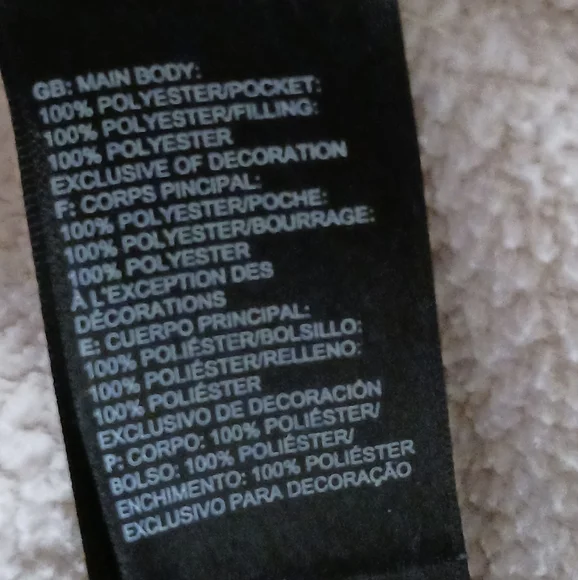 GB: MAIN BODY:
100% POLYESTER/POCKET:
100% POLYESTER/FILLING:
100% POLYESTER
EXCLUSIVE OF DECORATION
F: CORPS PINCIPAL:
100% POLYESTER/POCHE:
100% POLYESTER/BOURRAGE:
100% POLYESTER
À L'EXCEPTION DES
DÉCORATIONS
E: CUERPO PRINCIPAL:
100% POLIÉSTER/BOLSILLO:
100% POLIÉSTER/RELLENO:
100% POLIÉSTER
EXCLUSIVO DE DECORACIÓN
P: CORPO: 100% POLIÉSTER/
BOLSO: 100% POLIÉSTER/
ENCHIMENTO: 100% POLIÉSTER
EXCLUSIVO PARA DECORAÇÃO